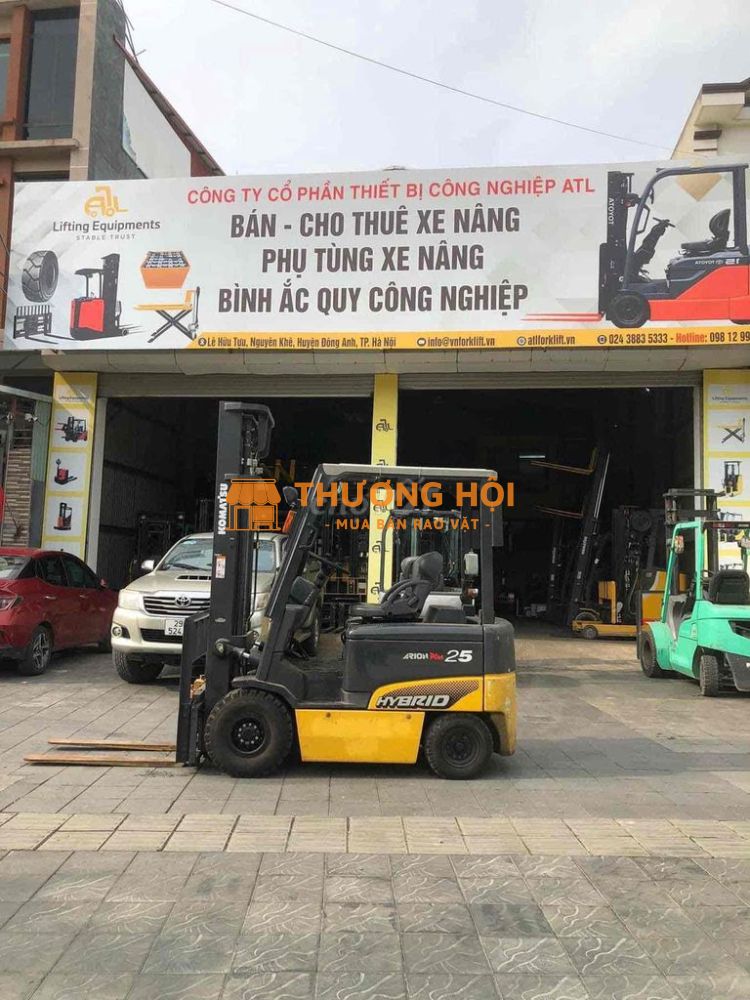 CÔNG TY CỔ PHẦN THIẾT BỊ CÔNG NGHIỆP ATL
Lifting Equipments
STABLE TRUST
BÁN - CHO THUÊ XE NÂNG
PHỤ TÙNG XE NÂNG
BÌNH ẮC QUY CÔNG NGHIỆP
Lê Hữu Tựu, Nguyên Khê, Huyện Đông Anh, TP. Hà Nội
info@vnforklift.vn
atlforklift.vn
024 3883 5333 - Hotline: 098 12 99
Lifting Equipments
KOMATSU
THƯƠNG HỘI
- MUA BÁN RAO VẶT -
ARION Plus 25
HYBRID